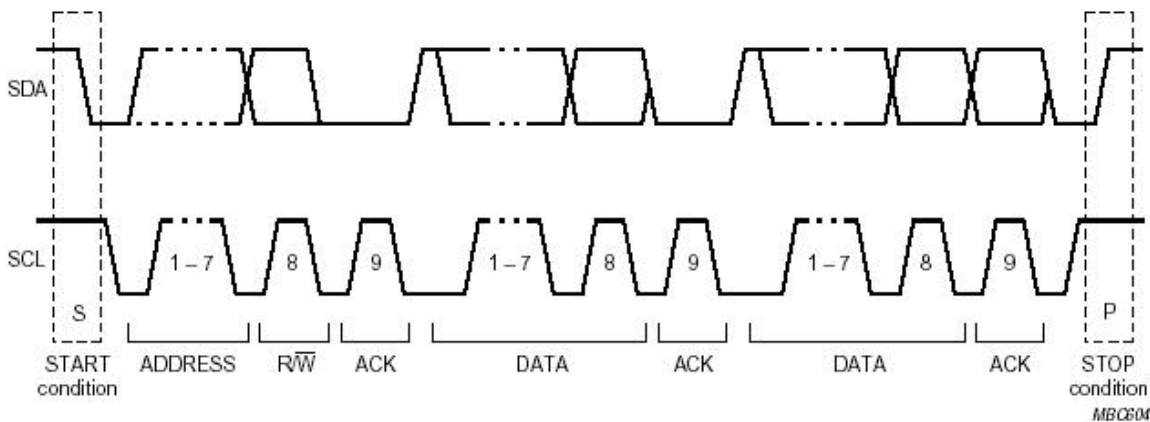 SDA
SCL
1 – 7
8
9
1 – 7
8
9
1 – 7
8
9
S
P
START
condition
ADDRESS
R/W̅
ACK
DATA
ACK
DATA
ACK
STOP
condition
MBC604